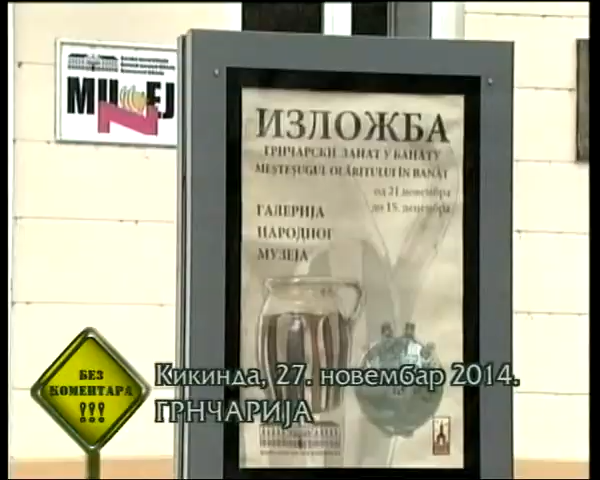 МУЗЕЈ
ИЗЛОЖБА
ГРНЧАРСКИ ЗАНАТ У БАНАТУ
MEŞTEŞUGUL OLĂRITULUI ÎN BANAT
од 21. новембра
до 15. децембра
ГАЛЕРИЈА
НАРОДНОГ
МУЗЕЈА
БЕЗ
КОМЕНТАРА
!!!
Кикинда, 27. новембар 2014.
ГРНЧАРИЈА